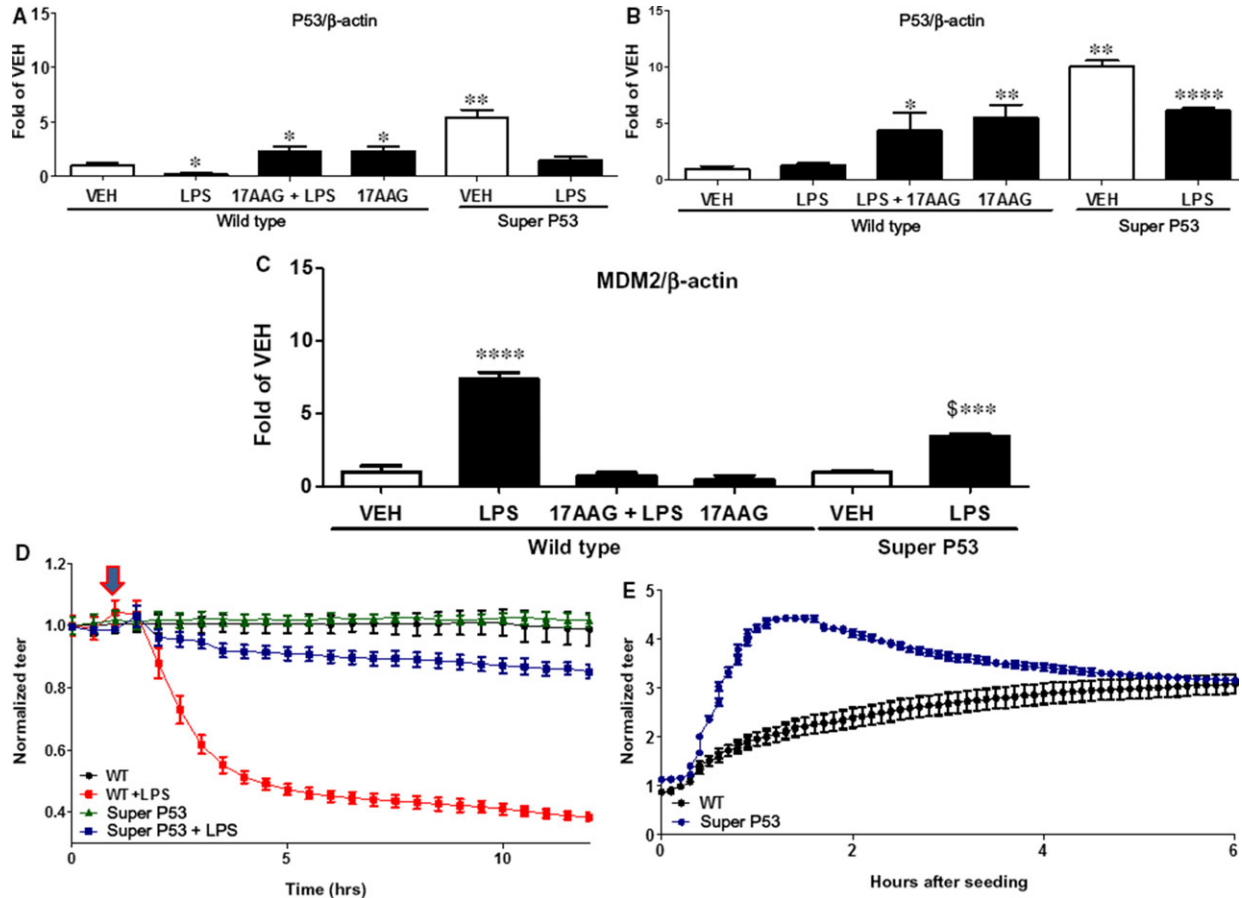 A
P53/β-actin
Fold of VEH
15
10
5
0
*
*
*
**
VEH LPS 17AAG + LPS 17AAG VEH LPS
Wild type Super P53
B
P53/β-actin
Fold of VEH
15
10
5
0
*
**
**
****
VEH LPS LPS + 17AAG 17AAG VEH LPS
Wild type Super P53
C
MDM2/β-actin
Fold of VEH
15
10
5
0
****
$***
VEH LPS 17AAG + LPS 17AAG VEH LPS
Wild type Super P53
D
Normalized teer
1.2
1.0
0.8
0.6
0.4
WT
WT +LPS
Super P53
Super P53 + LPS
0 5 10
Time (hrs)
E
Normalized teer
5
4
3
2
1
0
WT
Super P53
0 2 4 6
Hours after seeding